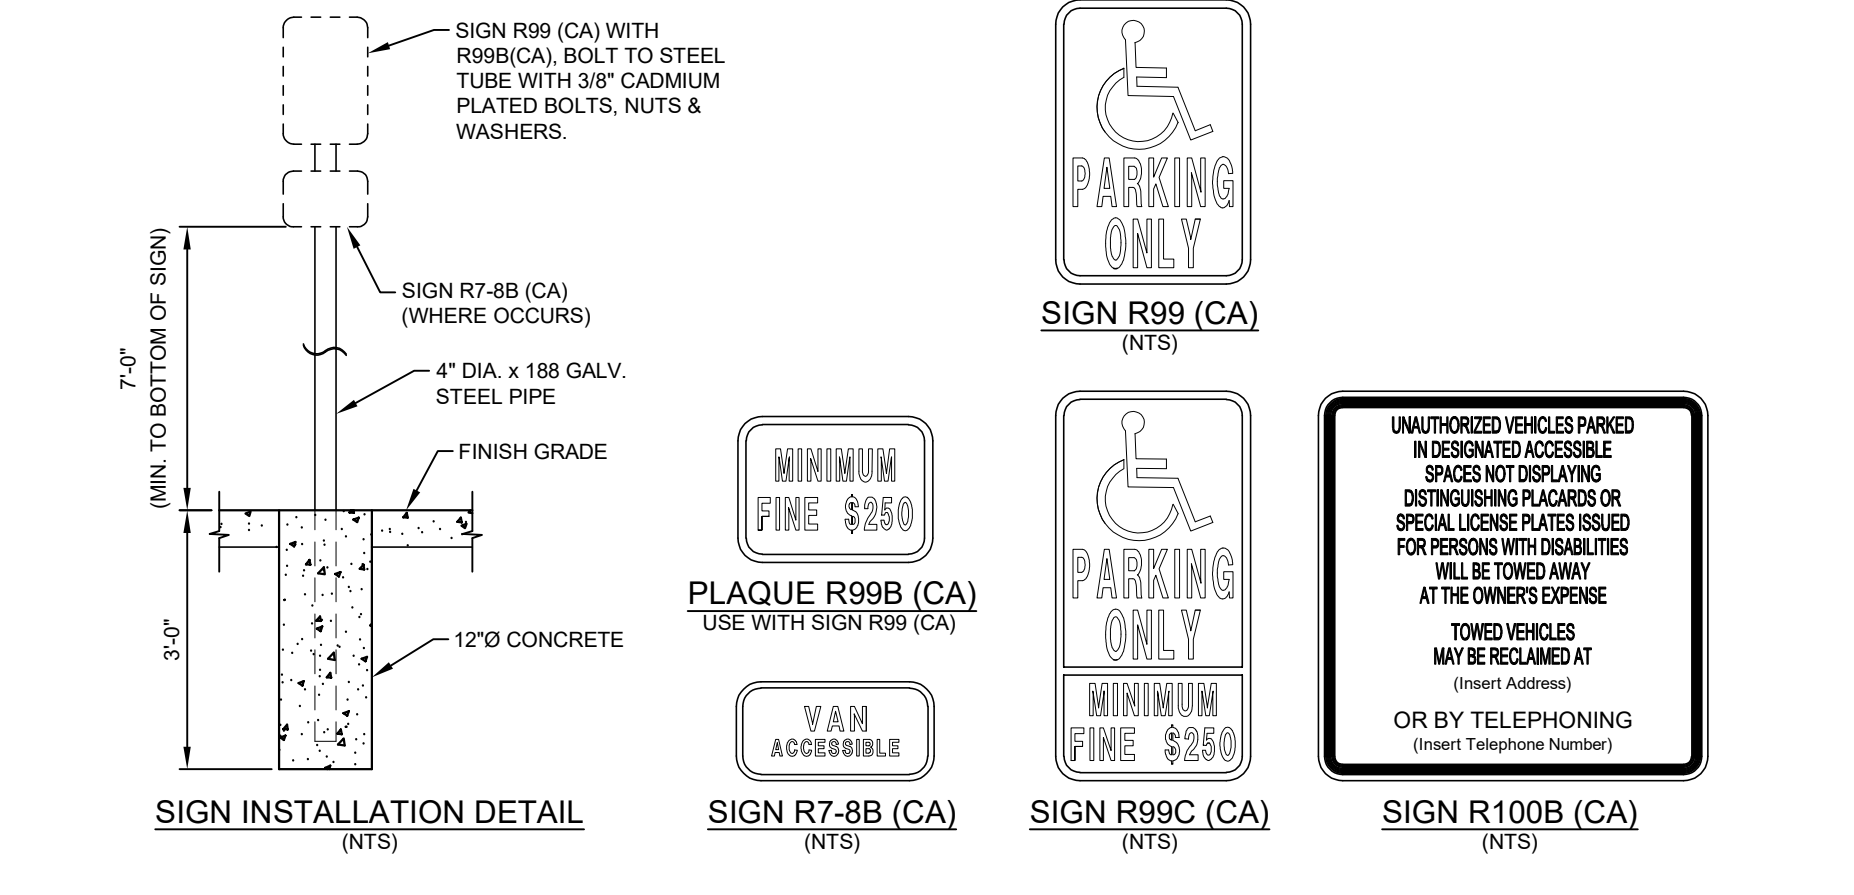 SIGN R99 (CA) WITH
R99B(CA), BOLT TO STEEL
TUBE WITH 3/8" CADMIUM
PLATED BOLTS, NUTS &
WASHERS.
7'-0"
(MIN. TO BOTTOM OF SIGN)
SIGN R7-8B (CA)
(WHERE OCCURS)
4" DIA. x 188 GALV.
STEEL PIPE
FINISH GRADE
3'-0"
12"Ø CONCRETE
SIGN INSTALLATION DETAIL
(NTS)
PARKING
ONLY
SIGN R99 (CA)
(NTS)
MINIMUM
FINE $250
PLAQUE R99B (CA)
USE WITH SIGN R99 (CA)
VAN
ACCESSIBLE
SIGN R7-8B (CA)
(NTS)
PARKING
ONLY
MINIMUM
FINE $250
SIGN R99C (CA)
(NTS)
UNAUTHORIZED VEHICLES PARKED
IN DESIGNATED ACCESSIBLE
SPACES NOT DISPLAYING
DISTINGUISHING PLACARDS OR
SPECIAL LICENSE PLATES ISSUED
FOR PERSONS WITH DISABILITIES
WILL BE TOWED AWAY
AT THE OWNER'S EXPENSE
TOWED VEHICLES
MAY BE RECLAIMED AT
(Insert Address)
OR BY TELEPHONING
(Insert Telephone Number)
SIGN R100B (CA)
(NTS)